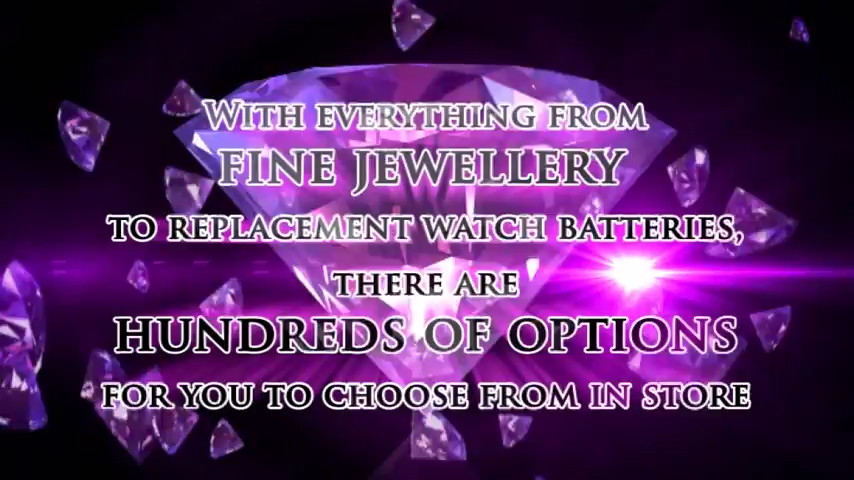 With everything from
FINE JEWELLERY
to replacement watch batteries,
there are
HUNDREDS OF OPTIONS
for you to choose from in store